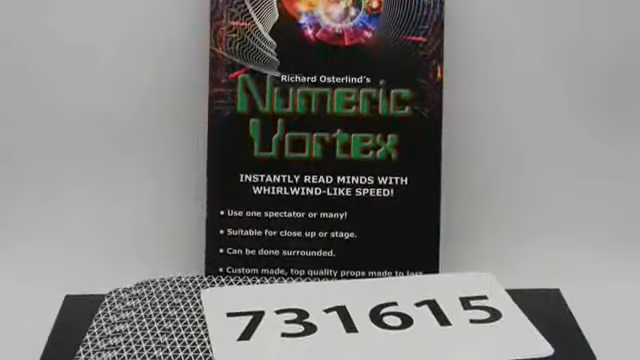 Richard Osterlind's
Numeric
Vortex
INSTANTLY READ MINDS WITH
WHIRLWIND-LIKE SPEED!
• Use one spectator or many!
• Suitable for close up or stage.
• Can be done surrounded.
• Custom made, top quality props made to last
731615